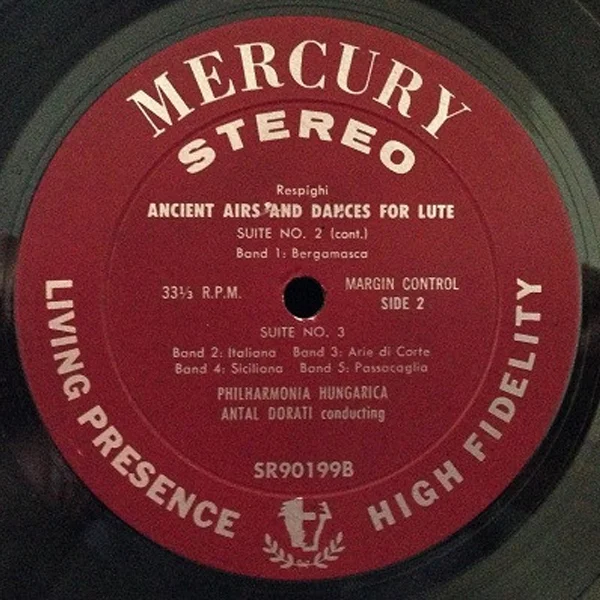 MERCURY
STEREO
Respighi
ANCIENT AIRS AND DANCES FOR LUTE
SUITE NO. 2 (cont.)
Band 1: Bergamasca
33⅓ R.P.M.
MARGIN CONTROL
SIDE 2
SUITE NO. 3
Band 2: Italiana Band 3: Arie di Corte
Band 4: Siciliana Band 5: Passacaglia
PHILHARMONIA HUNGARICA
ANTAL DORATI conducting
SR90199B
LIVING PRESENCE
HIGH FIDELITY